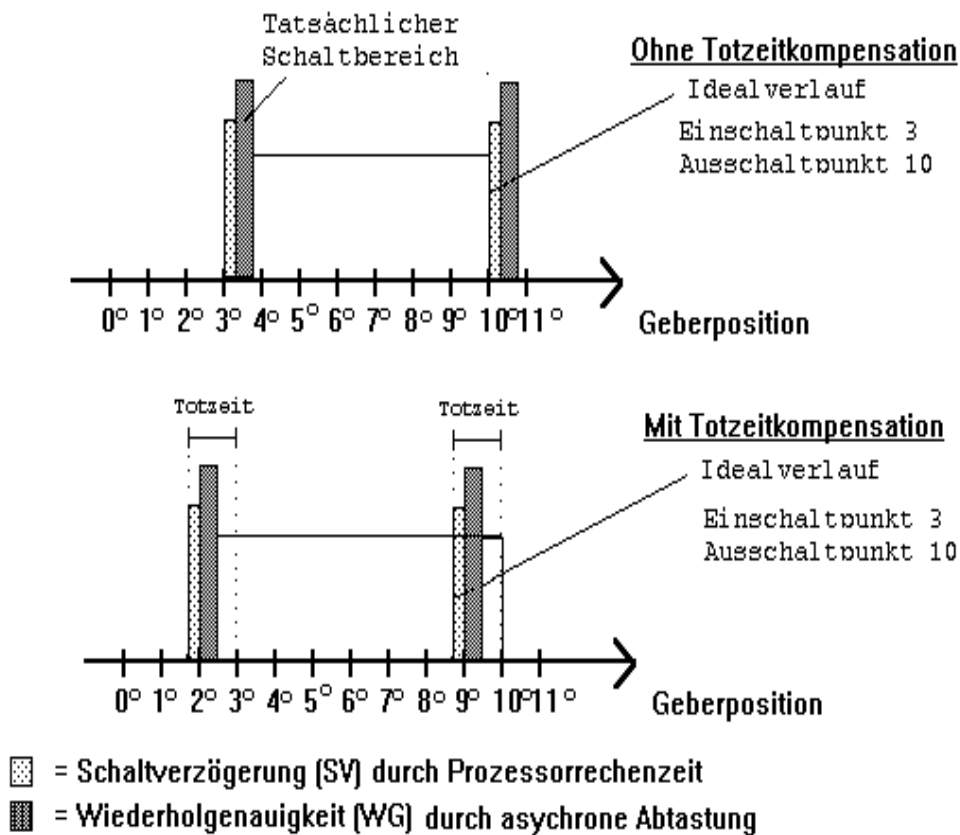 Tatsächlicher
Schaltbereich
Ohne Totzeitkompensation
Idealverlauf
Einschaltpunkt 3
Ausschaltpunkt 10
0° 1° 2° 3° 4° 5° 6° 7° 8° 9° 10° 11°
Geberposition
Totzeit
Totzeit
Mit Totzeitkompensation
Idealverlauf
Einschaltpunkt 3
Ausschaltpunkt 10
0° 1° 2° 3° 4° 5° 6° 7° 8° 9° 10° 11°
Geberposition
= Schaltverzögerung (SV) durch Prozessorrechenzeit
= Wiederholgenauigkeit (WG) durch asychrone Abtastung